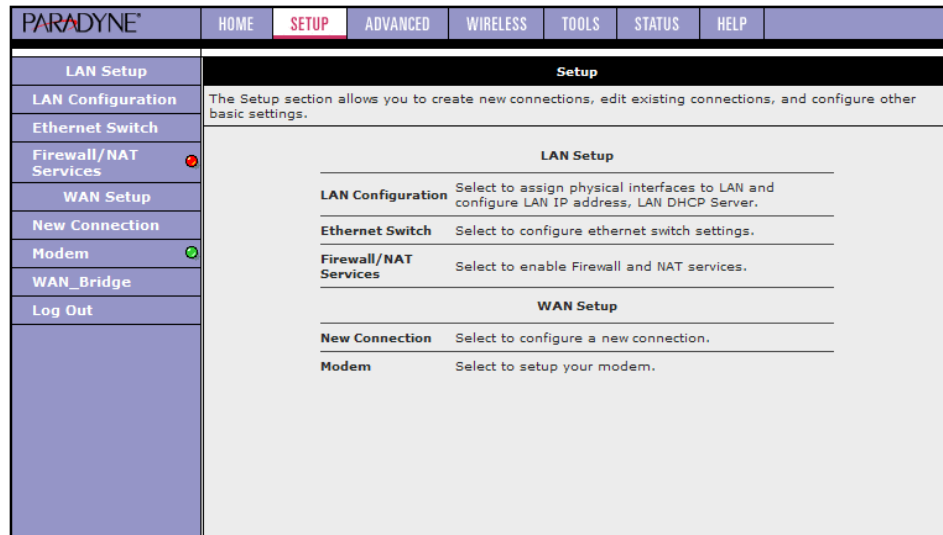 PARADYNE®
HOME SETUP ADVANCED WIRELESS TOOLS STATUS HELP
LAN Setup
LAN Configuration
Ethernet Switch
Firewall/NAT
Services
WAN Setup
New Connection
Modem
WAN_Bridge
Log Out
Setup
The Setup section allows you to create new connections, edit existing connections, and configure other
basic settings.
LAN Setup
LAN Configuration Select to assign physical interfaces to LAN and
configure LAN IP address, LAN DHCP Server.
Ethernet Switch Select to configure ethernet switch settings.
Firewall/NAT
Services Select to enable Firewall and NAT services.
WAN Setup
New Connection Select to configure a new connection.
Modem Select to setup your modem.